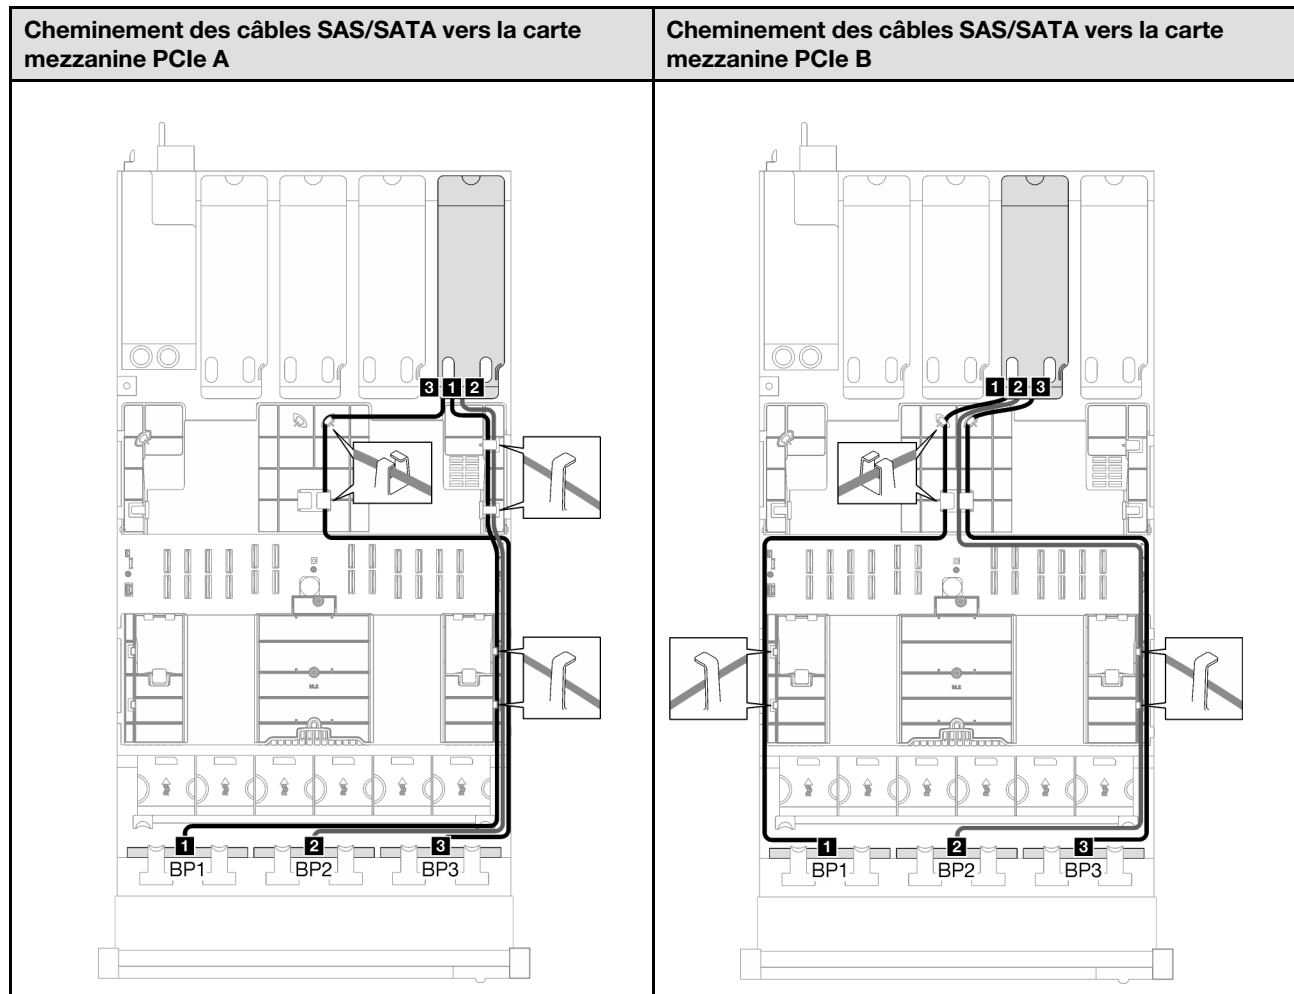 Cheminement des câbles SAS/SATA vers la carte
mezzanine PCIe A
Cheminement des câbles SAS/SATA vers la carte
mezzanine PCIe B
3 1 2
1 2 3
M.2
M.2
1 2 3
BP1 BP2 BP3
1 2 3
BP1 BP2 BP3